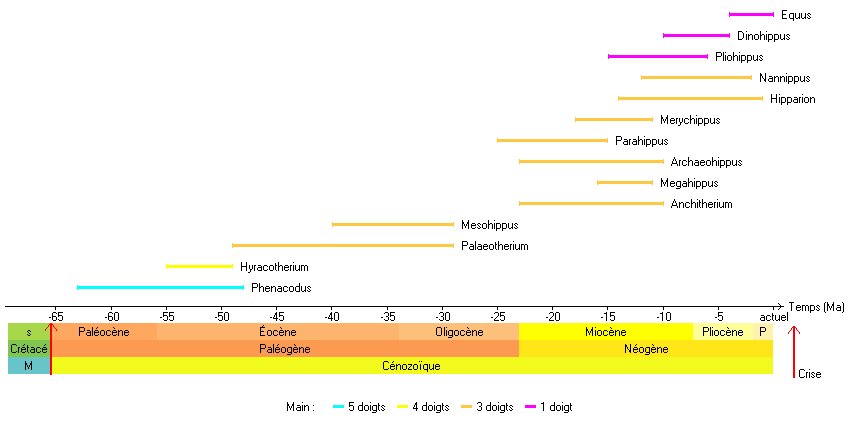 Equus
Dinohippus
Pliohippus
Nannippus
Hipparion
Merychippus
Parahippus
Archaeohippus
Megahippus
Anchitherium
Mesohippus
Palaeotherium
Hyracotherium
Phenacodus
Temps (Ma)
-65 -60 -55 -50 -45 -40 -35 -30 -25 -20 -15 -10 -5 actuel
s Paléocène Éocène Oligocène Miocène Pliocène P
Crétacé Paléogène Néogène
M Cénozoïque
Crise
Main : 5 doigts 4 doigts 3 doigts 1 doigt